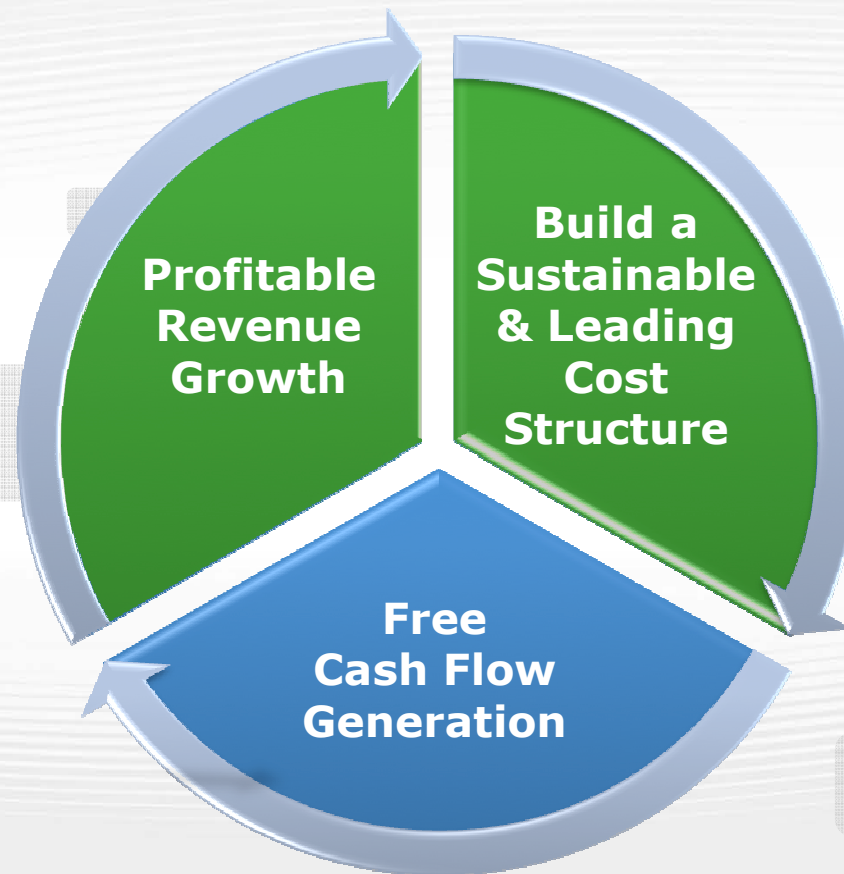 Profitable
Revenue
Growth
Build a
Sustainable
& Leading
Cost
Structure
Free
Cash Flow
Generation